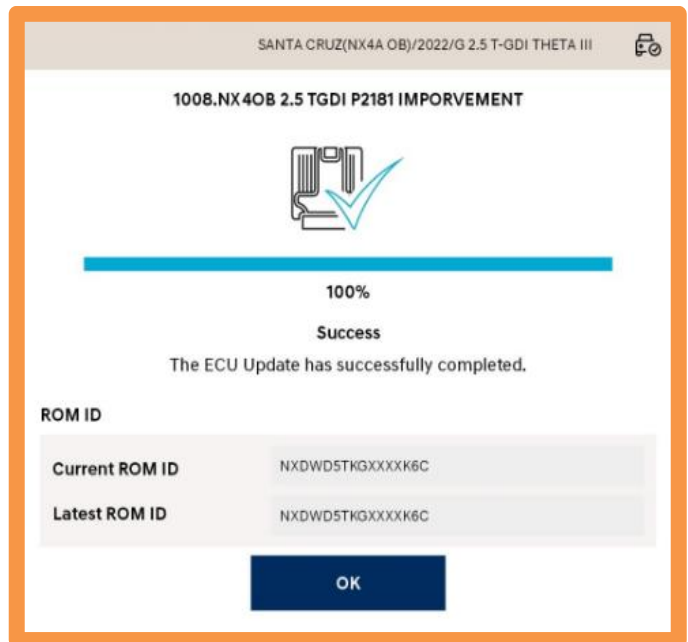 SANTA CRUZ(NX4A OB)/2022/G 2.5 T-GDI THETA III
1008.NX4OB 2.5 TGDI P2181 IMPORVEMENT
100%
Success
The ECU Update has successfully completed.
ROM ID
Current ROM ID NXDWD5TKGXXXXK6C
Latest ROM ID NXDWD5TKGXXXXK6C
OK